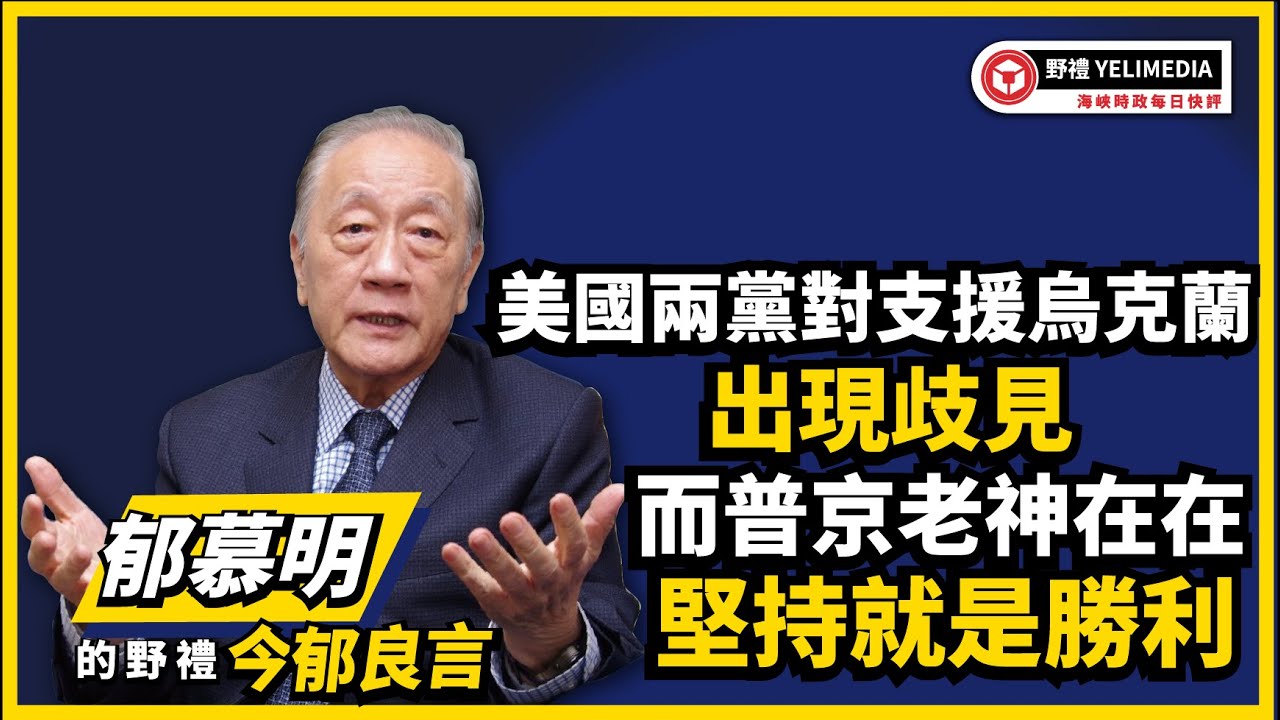 野禮 YELIMEDIA
海峽時政每日快評
美國兩黨對支援烏克蘭
出現歧見
而普京老神在在
堅持就是勝利
郁慕明
的野禮 今郁良言